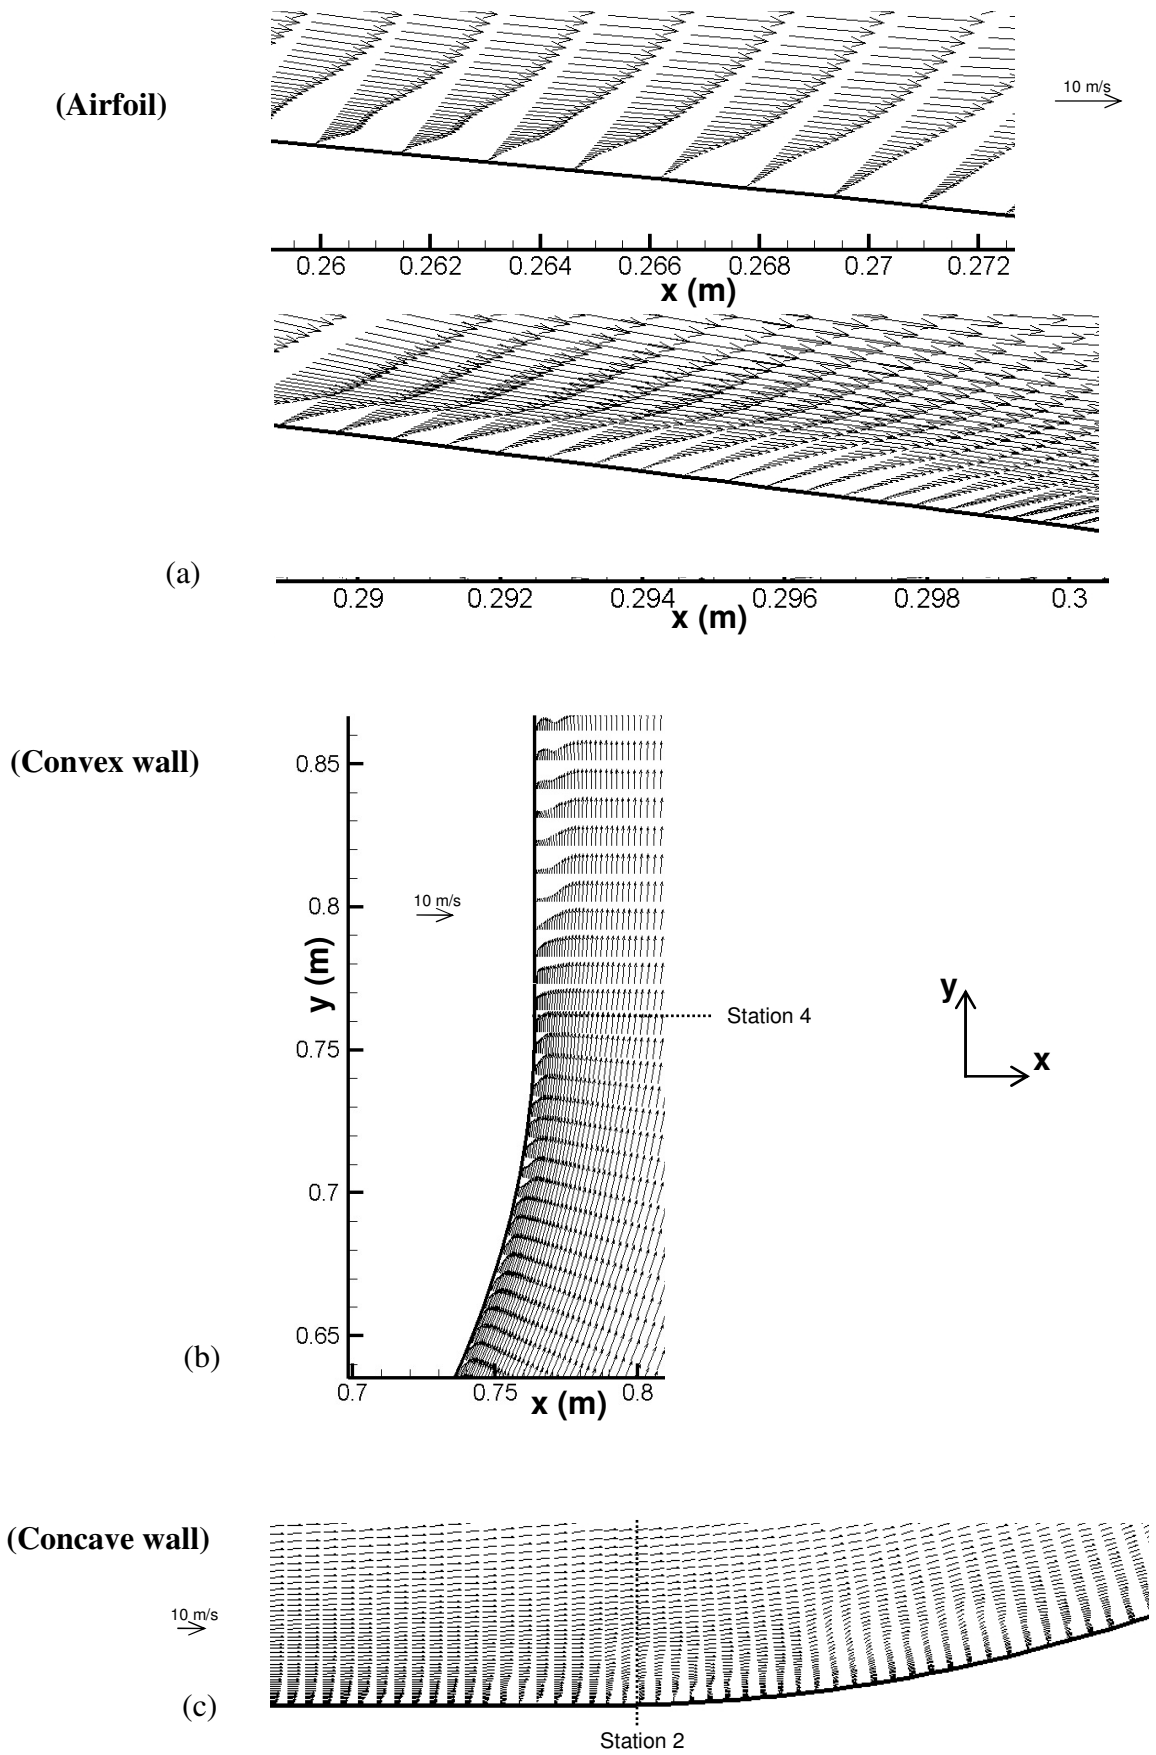 (Airfoil)
10 m/s
0.26 0.262 0.264 0.266 0.268 0.27 0.272
x (m)
(a)
0.29 0.292 0.294 0.296 0.298 0.3
x (m)
(Convex wall)
0.85
10 m/s
0.8
y (m)
y
Station 4
0.75
x
0.7
0.65
(b)
0.7 0.75 0.8
x (m)
(Concave wall)
10 m/s
(c)
Station 2